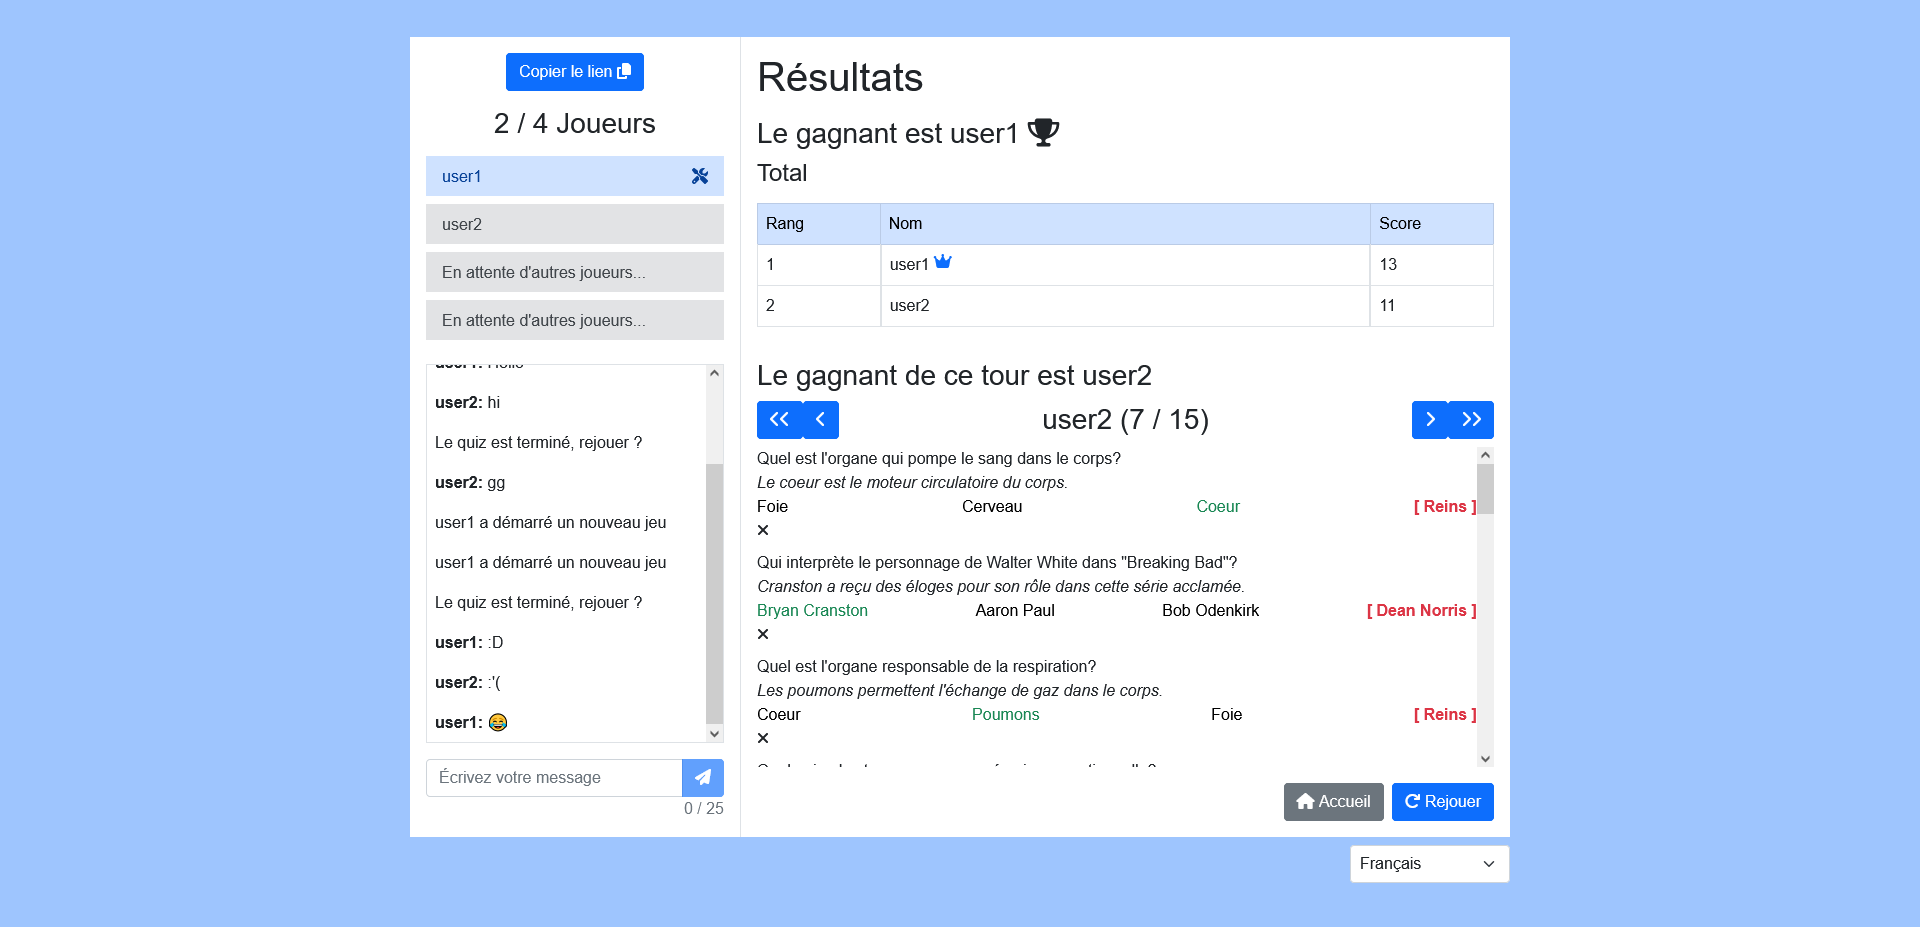 Copier le lien
2 / 4 Joueurs
user1
user2
En attente d'autres joueurs...
En attente d'autres joueurs...
user2: hi
Le quiz est terminé, rejouer ?
user2: gg
user1 a démarré un nouveau jeu
user1 a démarré un nouveau jeu
Le quiz est terminé, rejouer ?
user1: :D
user2: :'(
user1: 😂
Écrivez votre message
0 / 25
Résultats
Le gagnant est user1
Total
Rang Nom Score
1 user1 13
2 user2 11
Le gagnant de ce tour est user2
user2 (7 / 15)
Quel est l'organe qui pompe le sang dans le corps?
Le coeur est le moteur circulatoire du corps.
Foie Cerveau Coeur [ Reins ]
Qui interprète le personnage de Walter White dans "Breaking Bad"?
Cranston a reçu des éloges pour son rôle dans cette série acclamée.
Bryan Cranston Aaron Paul Bob Odenkirk [ Dean Norris ]
Quel est l'organe responsable de la respiration?
Les poumons permettent l'échange de gaz dans le corps.
Coeur Poumons Foie [ Reins ]
Accueil
Rejouer
Français